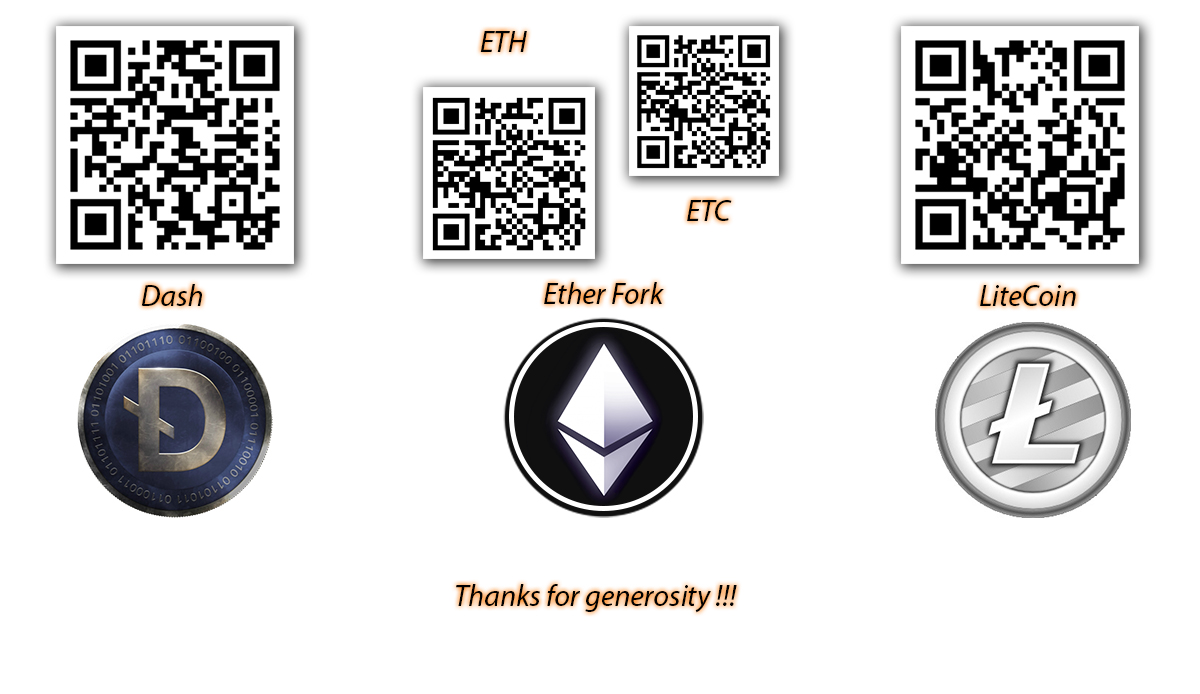 ETH
ETC
Dash
Ether Fork
LiteCoin
Thanks for generosity !!!